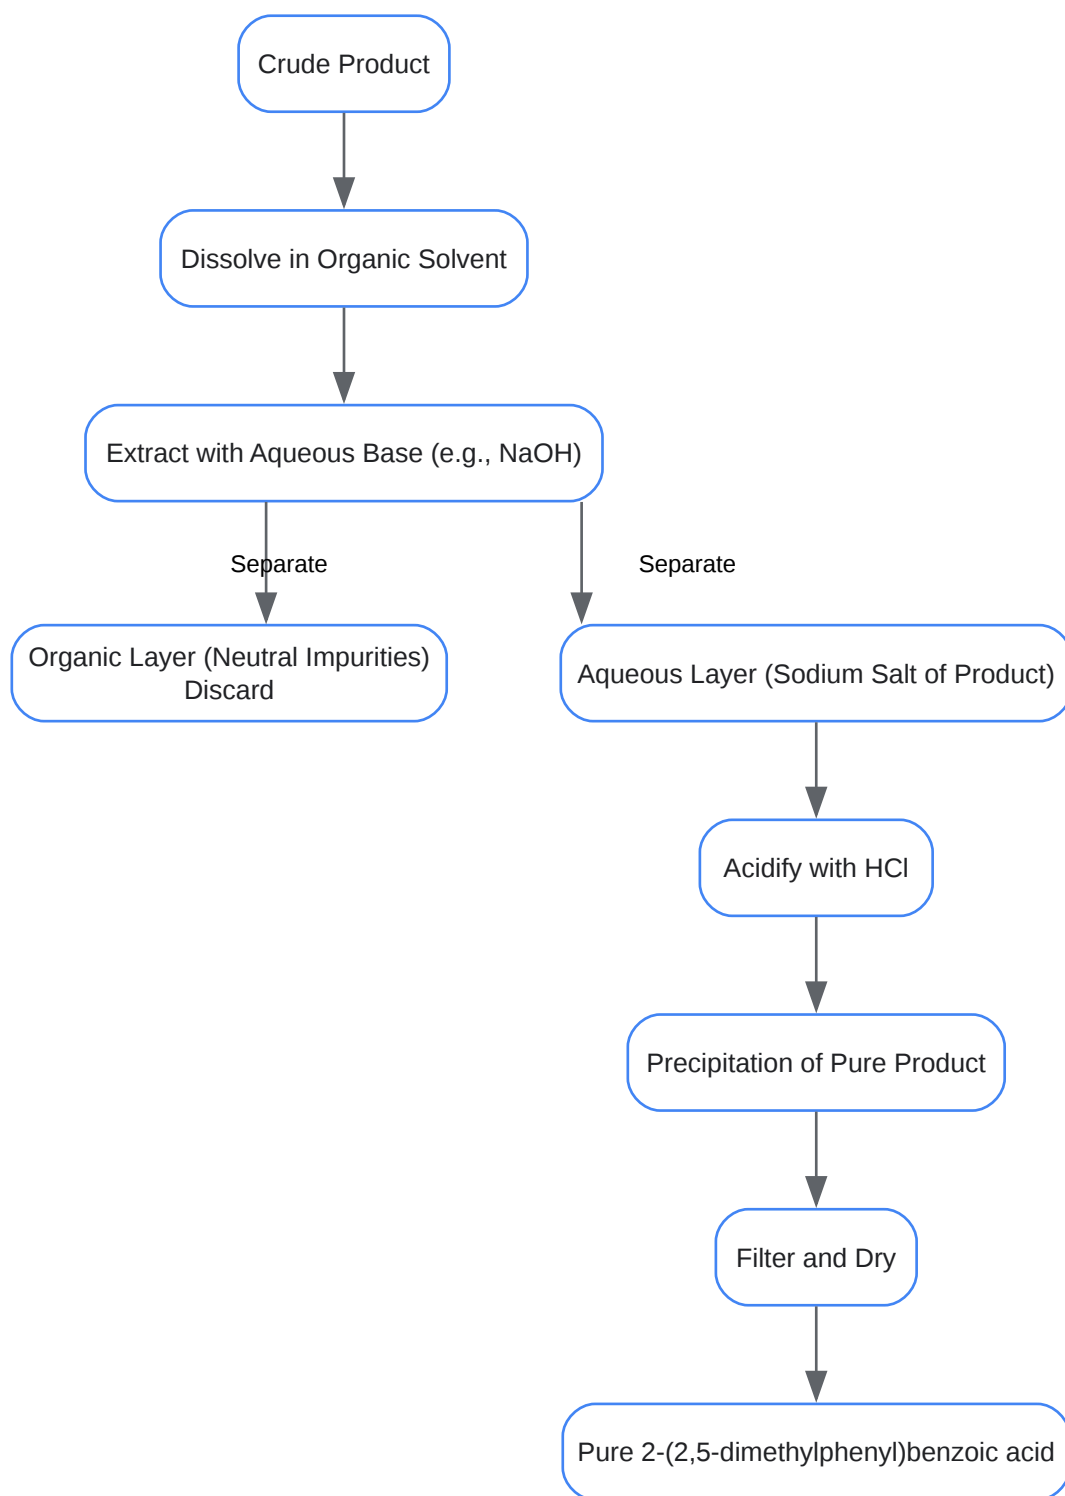 Crude Product
Dissolve in Organic Solvent
Extract with Aqueous Base (e.g., NaOH)
Separate
Separate
Organic Layer (Neutral Impurities)
Discard
Aqueous Layer (Sodium Salt of Product)
Acidify with HCl
Precipitation of Pure Product
Filter and Dry
Pure 2-(2,5-dimethylphenyl)benzoic acid